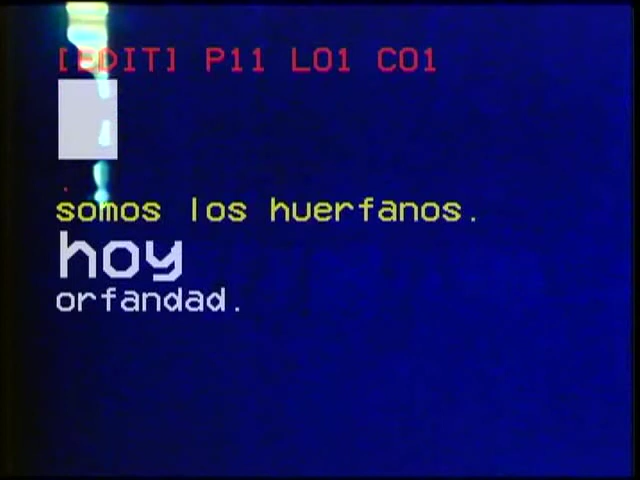 [EDIT] P11 L01 C01
somos los huerfanos.
hoy
orfandad.